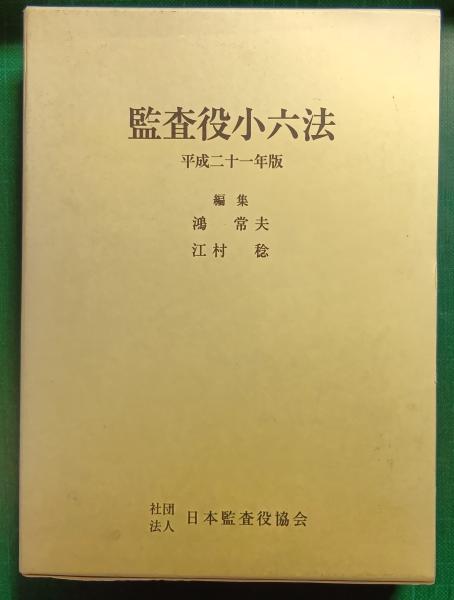 監査役小六法
平成二十一年版
編集
鴻 常夫
江村 稔
社団法人 日本監査役協会